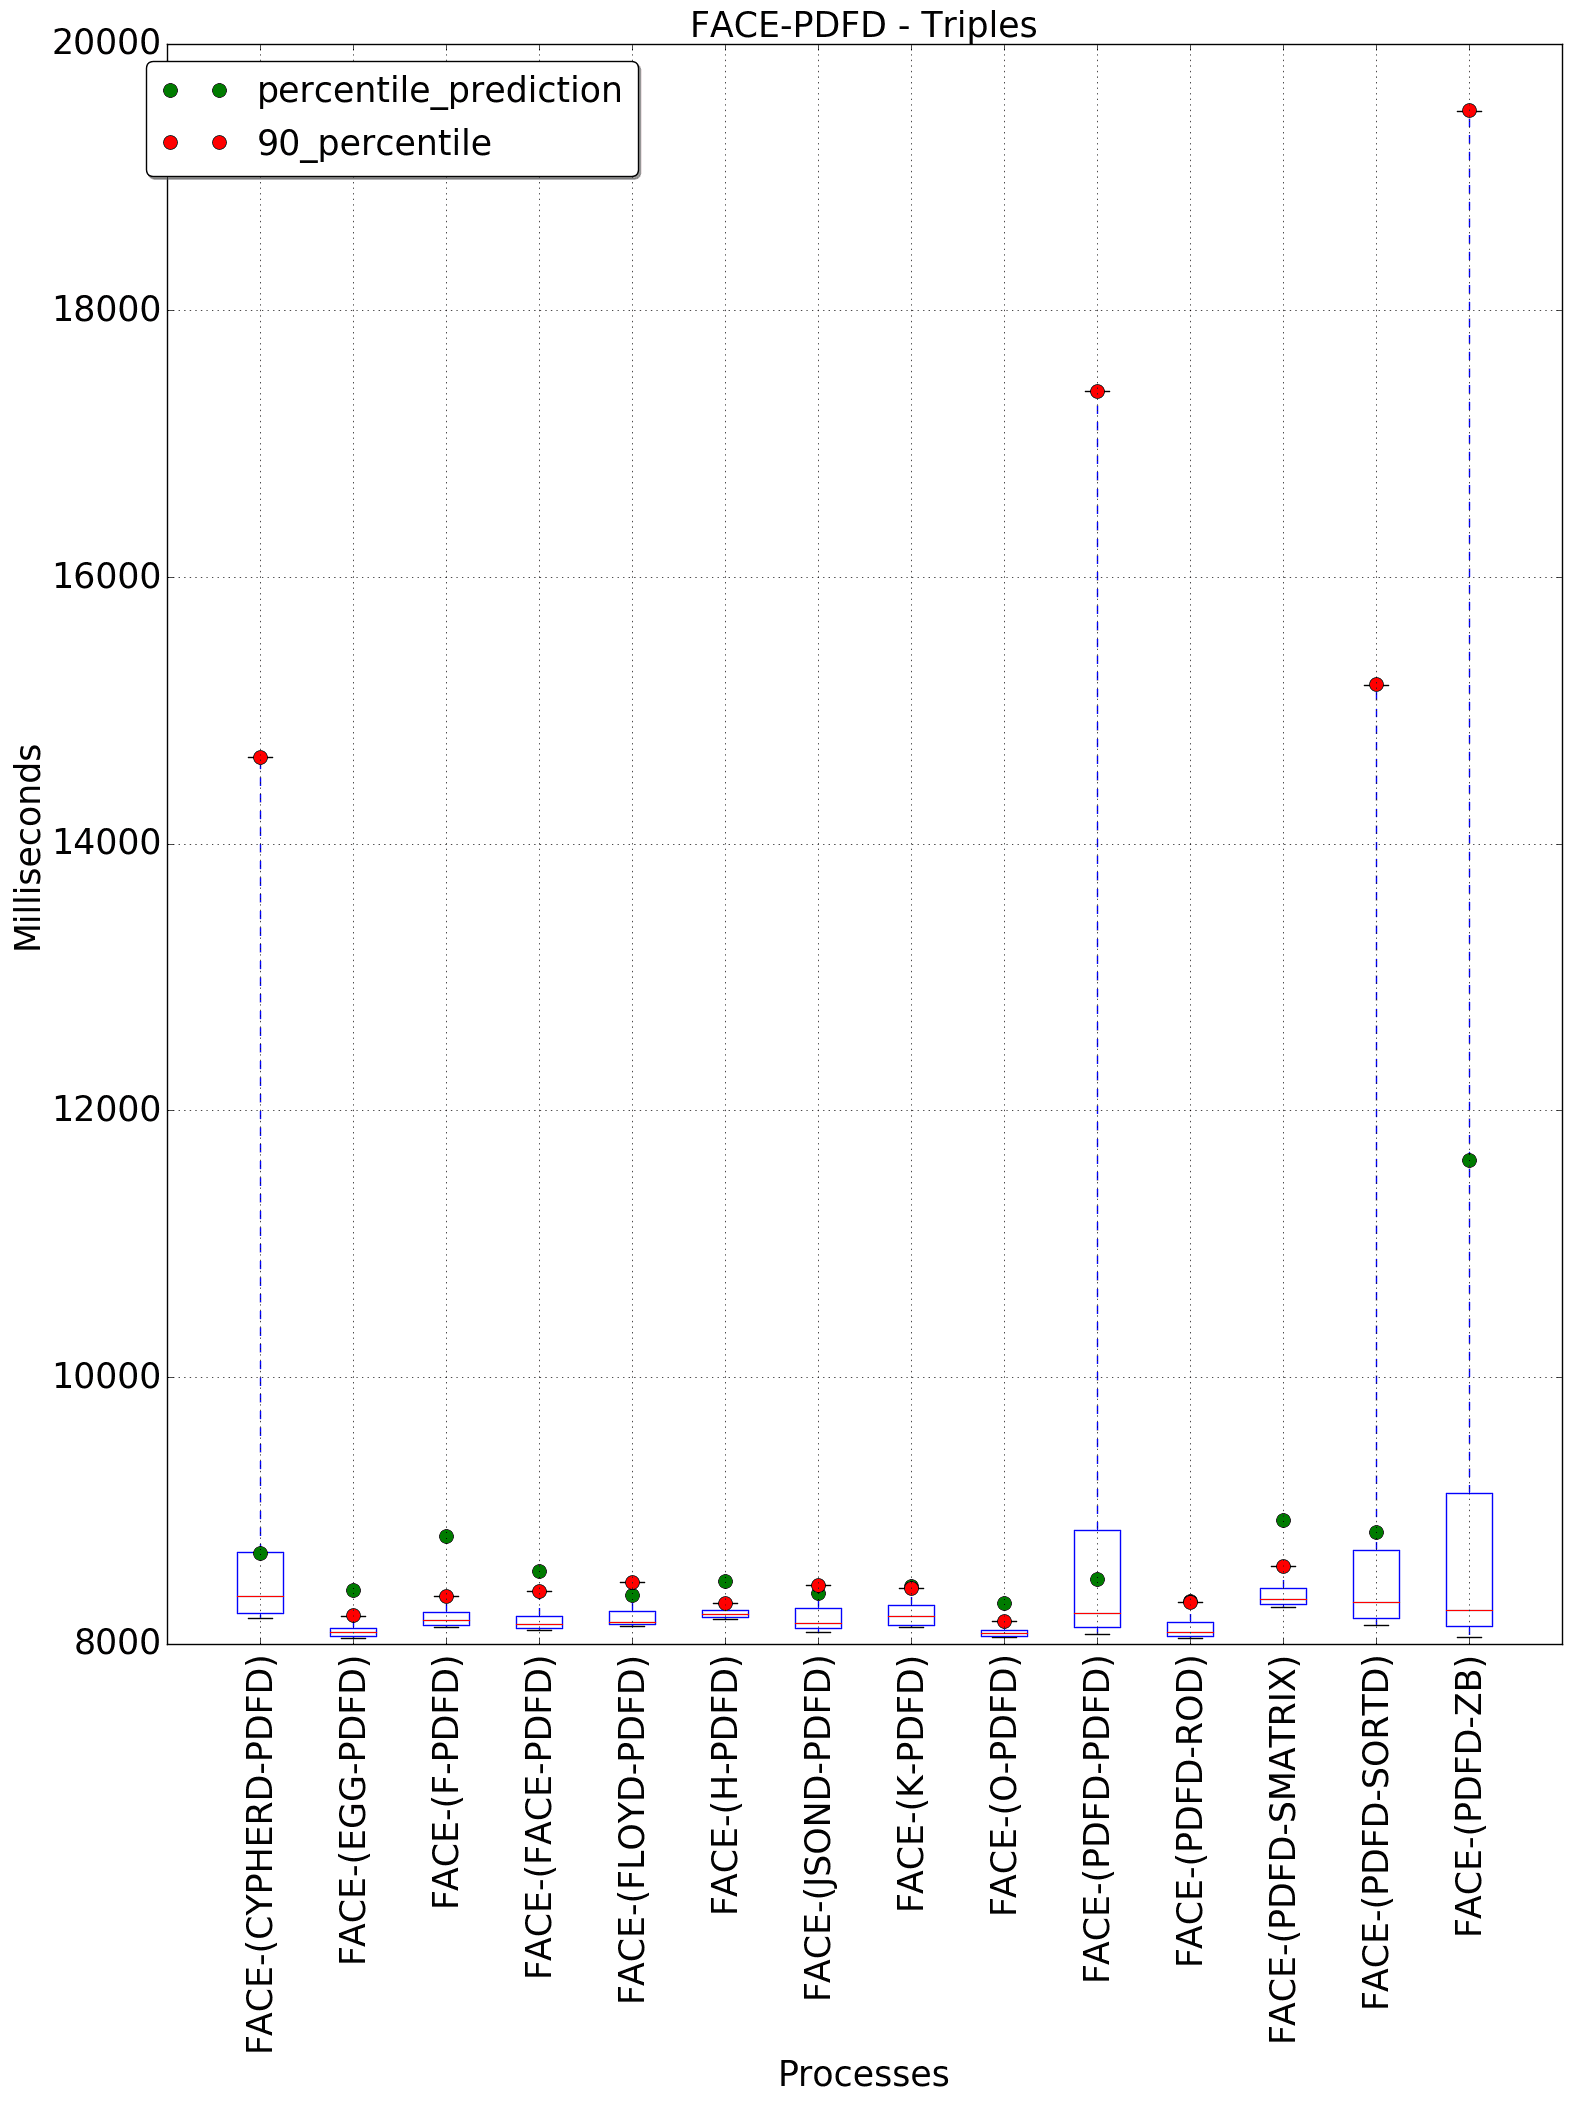 FACE-PDFD - Triples
percentile_prediction
90_percentile
20000
18000
16000
14000
12000
10000
8000
Milliseconds
FACE-(CYPHERD-PDFD)
FACE-(EGG-PDFD)
FACE-(F-PDFD)
FACE-(FACE-PDFD)
FACE-(FLOYD-PDFD)
FACE-(H-PDFD)
FACE-(JSOND-PDFD)
FACE-(K-PDFD)
FACE-(O-PDFD)
FACE-(PDFD-PDFD)
FACE-(PDFD-ROD)
FACE-(PDFD-SMATRIX)
FACE-(PDFD-SORTD)
FACE-(PDFD-ZB)
Processes